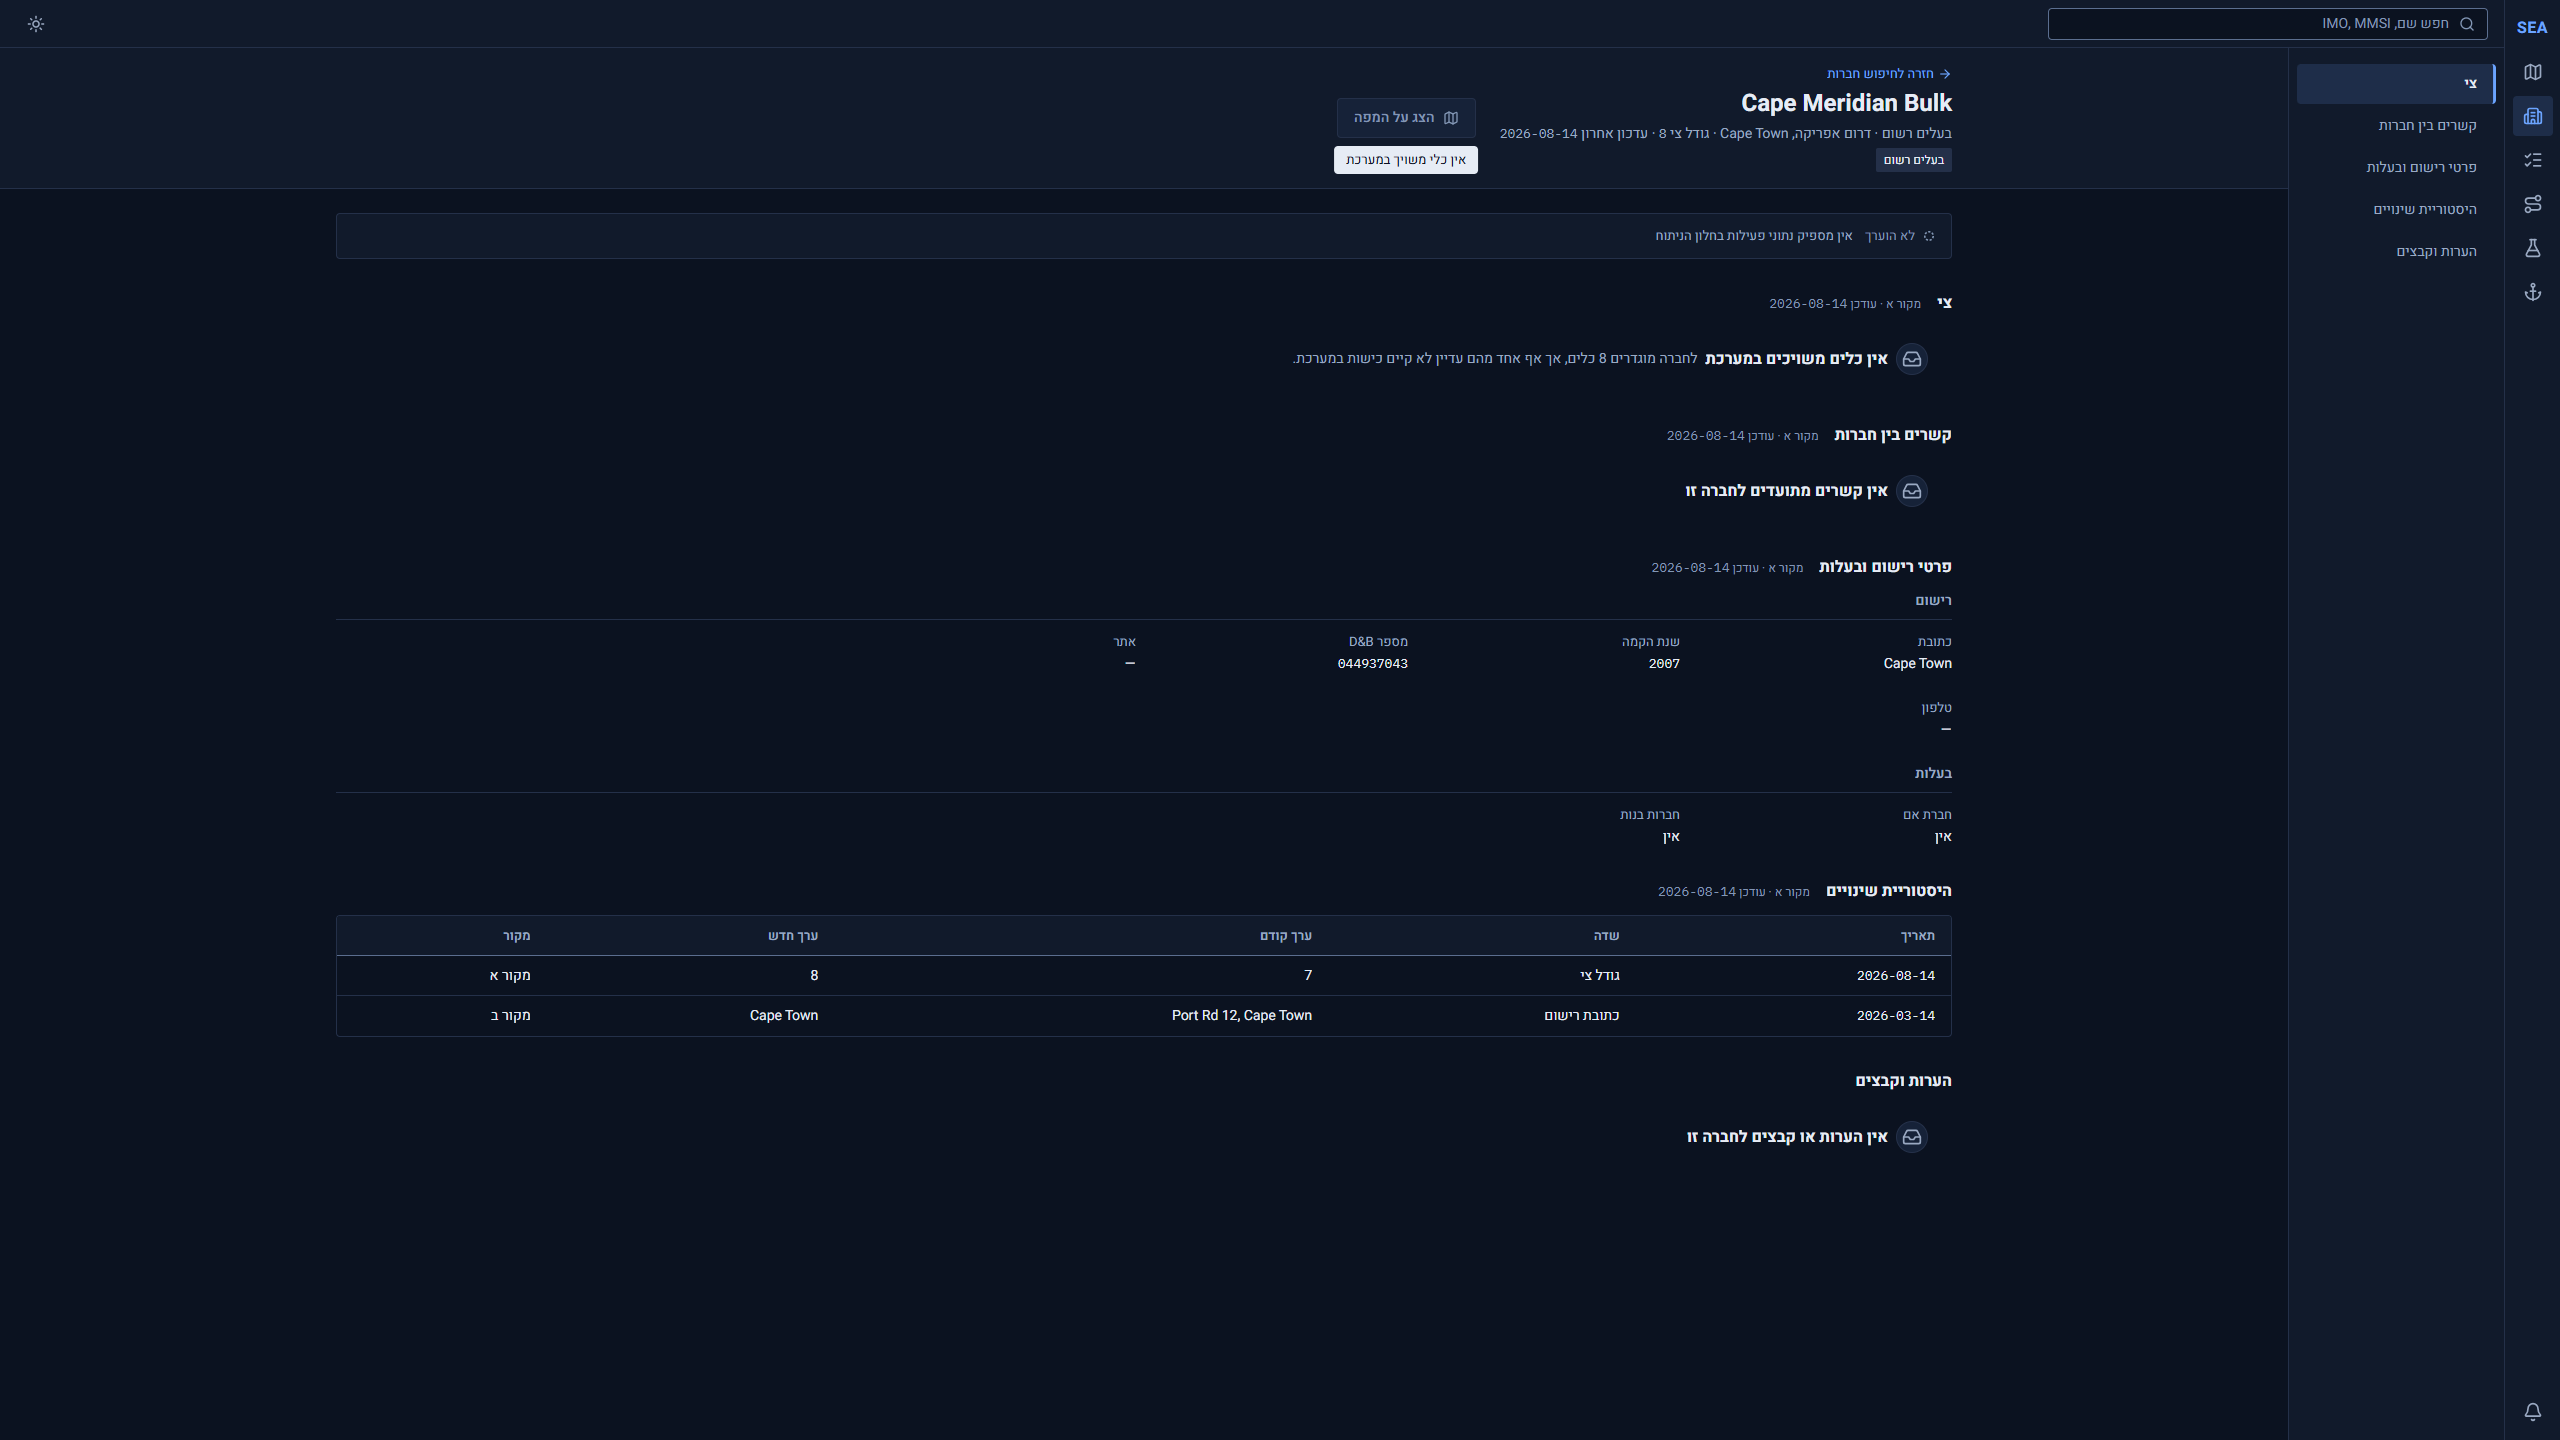 SEA
חפש שם, IMO, MMSI
צי
קשרים בין חברות
פרטי רישום ובעלות
היסטוריית שינויים
הערות וקבצים
חזרה לחיפוש חברות
Cape Meridian Bulk
בעלים רשום · דרום אפריקה, Cape Town · גודל צי 8 · עדכון אחרון 2026-08-14
בעלים רשום
הצג על המפה
אין כלי משויך במערכת
לא הוערך אין מספיק נתוני פעילות בחלון הניתוח
צי מקור א · עודכן 2026-08-14
אין כלים משויכים במערכת לחברה מוגדרים 8 כלים, אך אף אחד מהם עדיין לא קיים כישות במערכת.
קשרים בין חברות מקור א · עודכן 2026-08-14
אין קשרים מתועדים לחברה זו
פרטי רישום ובעלות מקור א · עודכן 2026-08-14
רישום
כתובת שנת הקמה מספר D&B אתר
Cape Town 2007 044937043 —
טלפון
—
בעלות
חברת אם חברות בנות
אין אין
היסטוריית שינויים מקור א · עודכן 2026-08-14
תאריך שדה ערך קודם ערך חדש מקור
2026-08-14 גודל צי 7 8 מקור א
2026-03-14 כתובת רישום Port Rd 12, Cape Town Cape Town מקור ב
הערות וקבצים
אין הערות או קבצים לחברה זו